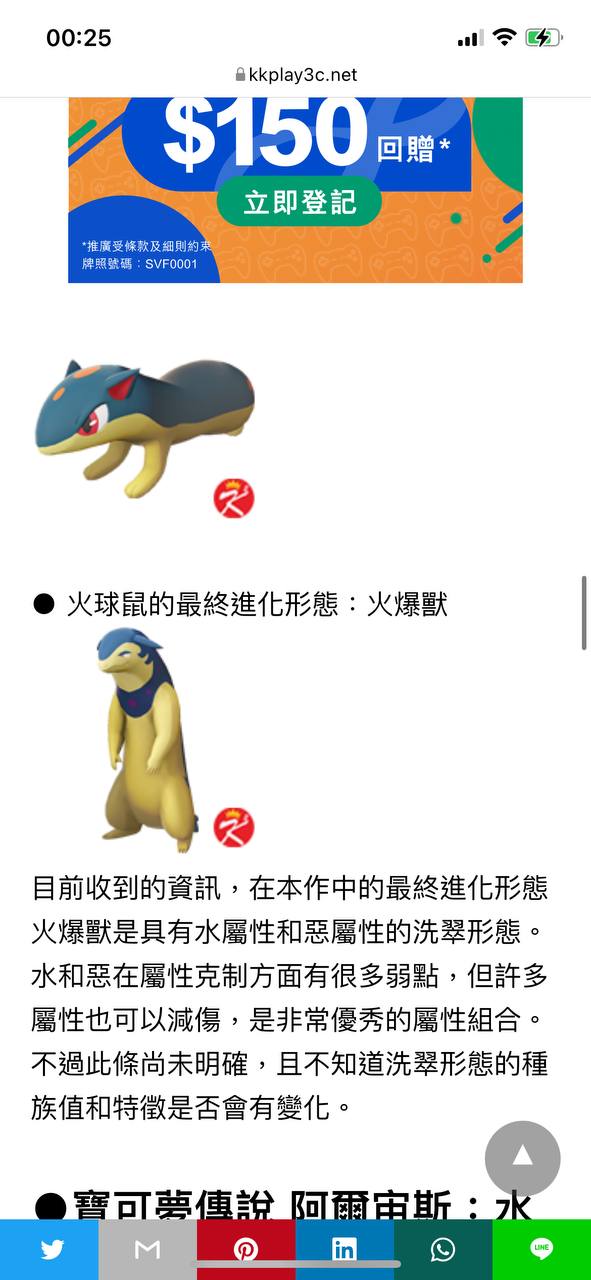 00:25
kkplay3c.net
$150 回贈*
立即登記
*推廣受條款及細則約束
牌照號碼：SVF0001
● 火球鼠的最終進化形態：火爆獸
目前收到的資訊，在本作中的最終進化形態
火爆獸是具有水屬性和惡屬性的洗翠形態。
水和惡在屬性克制方面有很多弱點，但許多
屬性也可以減傷，是非常優秀的屬性組合。
不過此條尚未明確，且不知道洗翠形態的種
族值和特徵是否會有變化。
●寶可夢傳說 阿爾宙斯：水
LINE